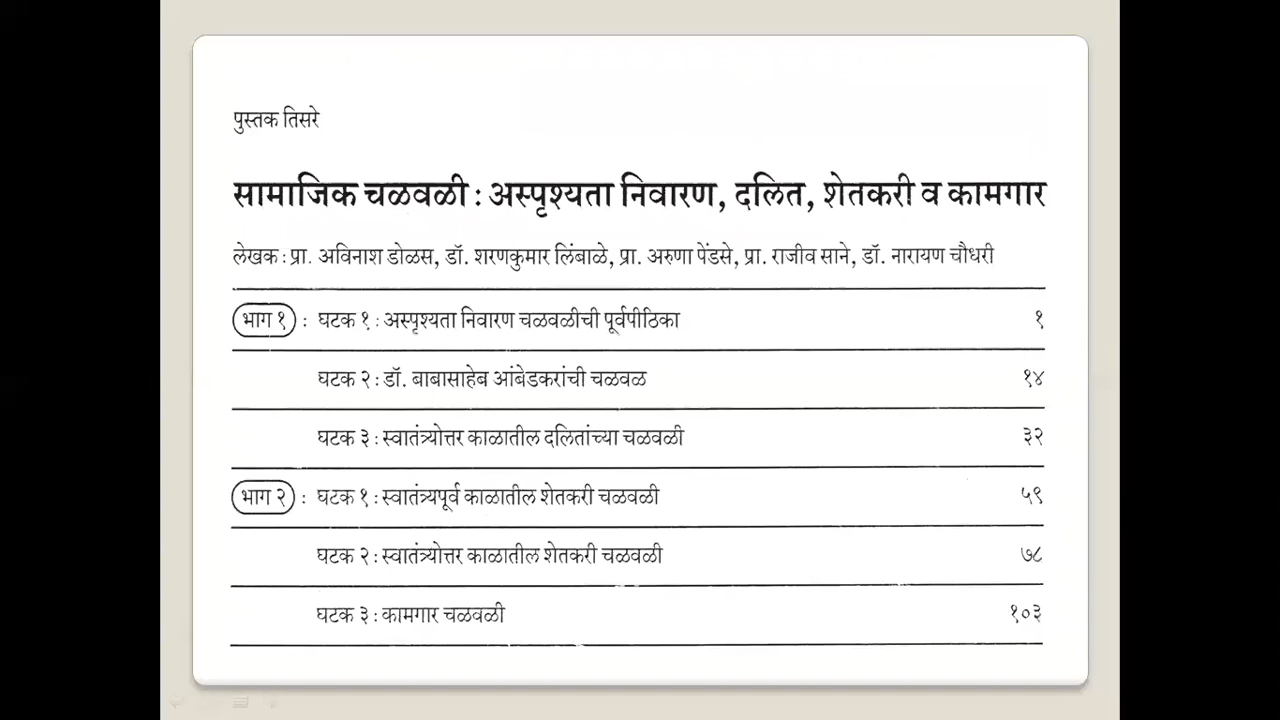 पुस्तक तिसरे
सामाजिक चळवळी : अस्पृश्यता निवारण, दलित, शेतकरी व कामगार
लेखक : प्रा. अविनाश डोळस, डॉ. शरणकुमार लिंबाळे, प्रा. अरुणा पेंडसे, प्रा. राजीव साने, डॉ. नारायण चौधरी
भाग १ : घटक १ : अस्पृश्यता निवारण चळवळीची पूर्वपीठिका १
घटक २ : डॉ. बाबासाहेब आंबेडकरांची चळवळ १४
घटक ३ : स्वातंत्र्योत्तर काळातील दलितांच्या चळवळी ३२
भाग २ : घटक १ : स्वातंत्र्यपूर्व काळातील शेतकरी चळवळी ५९
घटक २ : स्वातंत्र्योत्तर काळातील शेतकरी चळवळी ७८
घटक ३ : कामगार चळवळी १०३